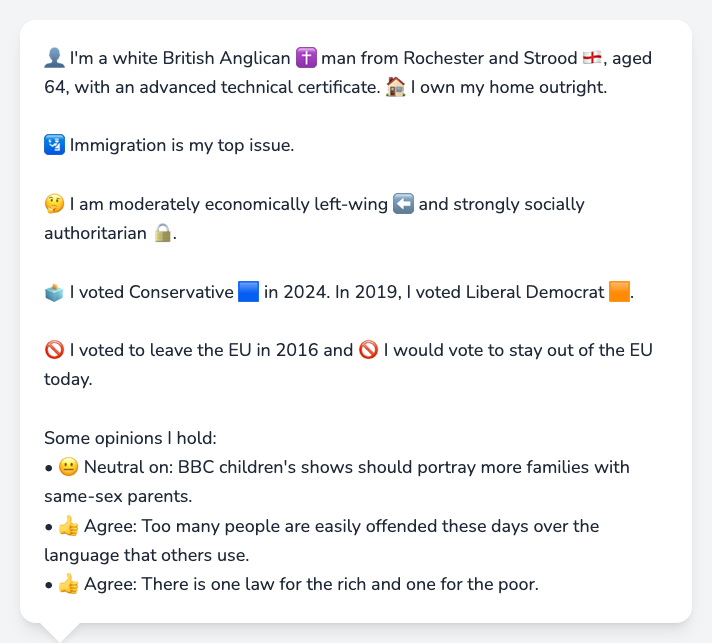 👤 I'm a white British Anglican ✝️ man from Rochester and Strood 🏴󠁧󠁢󠁥󠁮󠁧󠁿, aged
64, with an advanced technical certificate. 🏠 I own my home outright.
🛂 Immigration is my top issue.
🤔 I am moderately economically left-wing ⬅️ and strongly socially
authoritarian 🔒.
🗳️ I voted Conservative 🟦 in 2024. In 2019, I voted Liberal Democrat 🟧.
🚫 I voted to leave the EU in 2016 and 🚫 I would vote to stay out of the EU
today.
Some opinions I hold:
• 😐 Neutral on: BBC children's shows should portray more families with
same-sex parents.
• 👍 Agree: Too many people are easily offended these days over the
language that others use.
• 👍 Agree: There is one law for the rich and one for the poor.